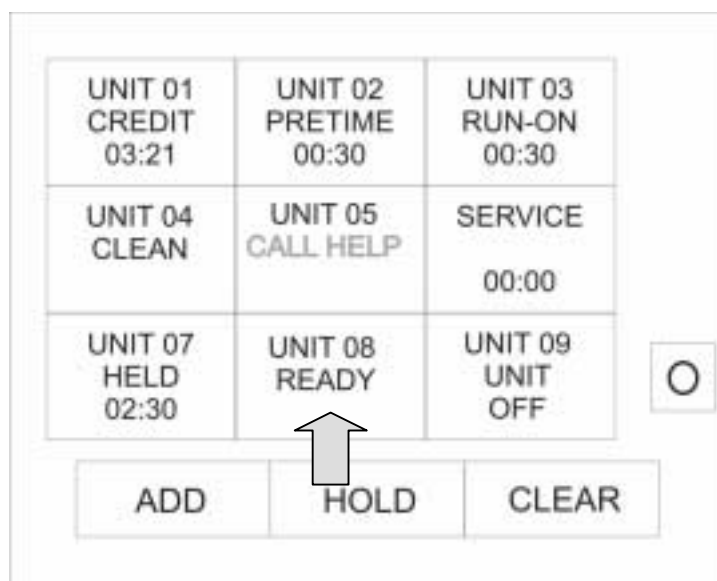 UNIT 01
CREDIT
03:21
UNIT 02
PRETIME
00:30
UNIT 03
RUN-ON
00:30
UNIT 04
CLEAN
UNIT 05
CALL HELP
SERVICE
00:00
UNIT 07
HELD
02:30
UNIT 08
READY
UNIT 09
UNIT
OFF
O
ADD
HOLD
CLEAR